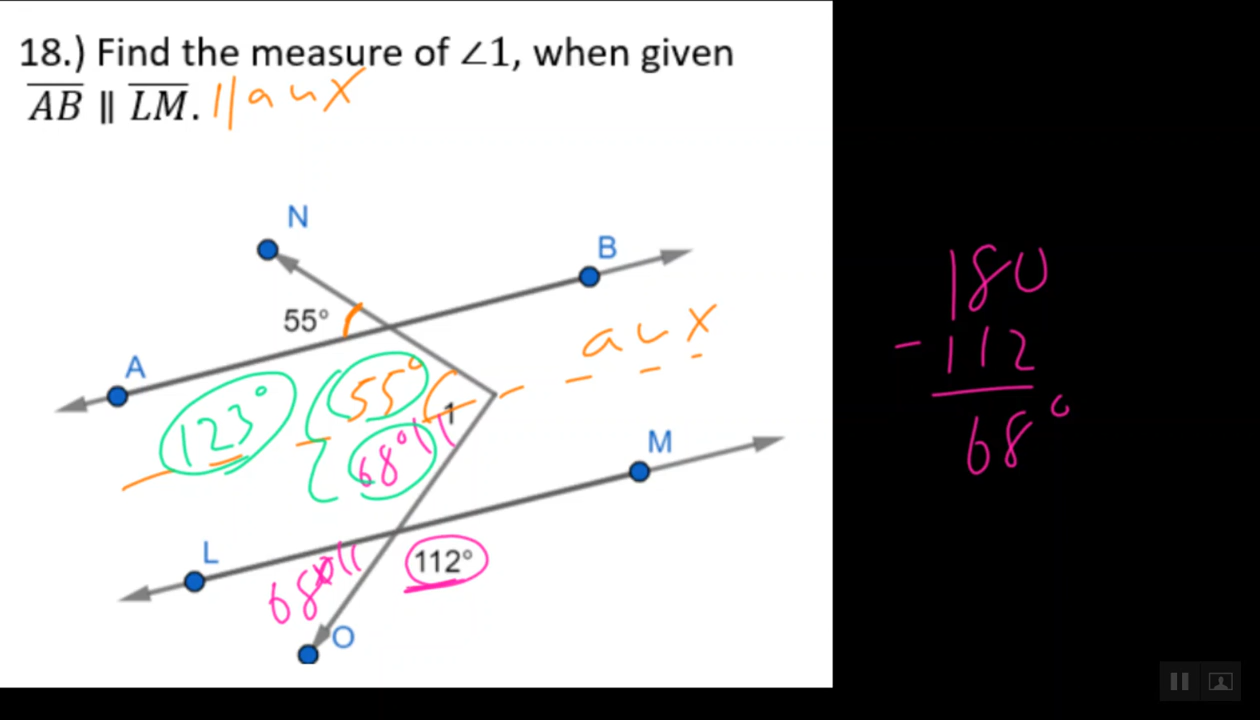 18.) Find the measure of ∠1, when given
AB ∥ LM. || aux
N
B
55°
aux
A
123°
55°
1
68°
M
L
112°
68°
O
180
- 112
68°